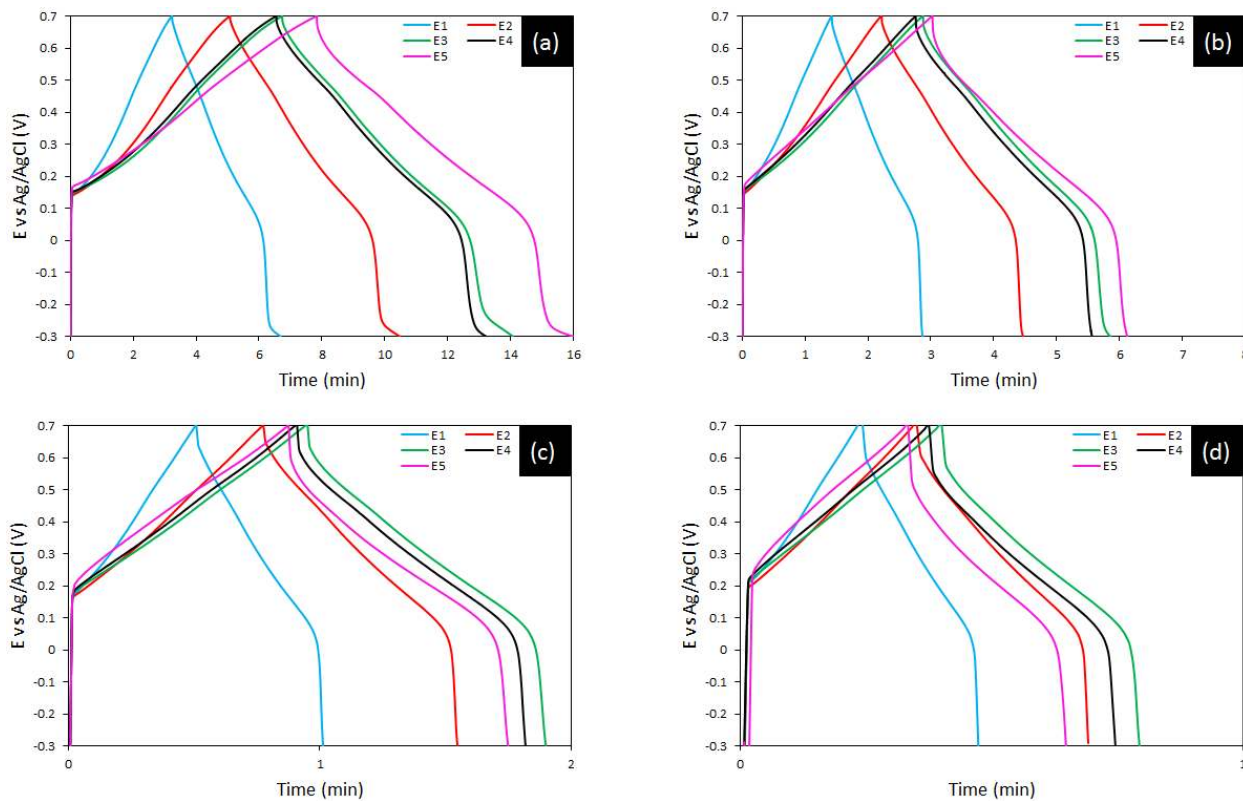 E1 E2
E3 E4
E5
(a)
0.7
0.6
0.5
0.4
0.3
0.2
0.1
0
-0.1
-0.2
-0.3
E vs Ag/AgCl (V)
0 2 4 6 8 10 12 14 16
Time (min)
E1 E2
E3 E4
E5
(b)
0.7
0.6
0.5
0.4
0.3
0.2
0.1
0
-0.1
-0.2
-0.3
E vs Ag/AgCl (V)
0 1 2 3 4 5 6 7 8
Time (min)
E1 E2
E3 E4
E5
(c)
0.7
0.6
0.5
0.4
0.3
0.2
0.1
0
-0.1
-0.2
-0.3
E vs Ag/AgCl (V)
0 1 2
Time (min)
E1 E2
E3 E4
E5
(d)
0.7
0.6
0.5
0.4
0.3
0.2
0.1
0
-0.1
-0.2
-0.3
E vs Ag/AgCl (V)
0 1
Time (min)